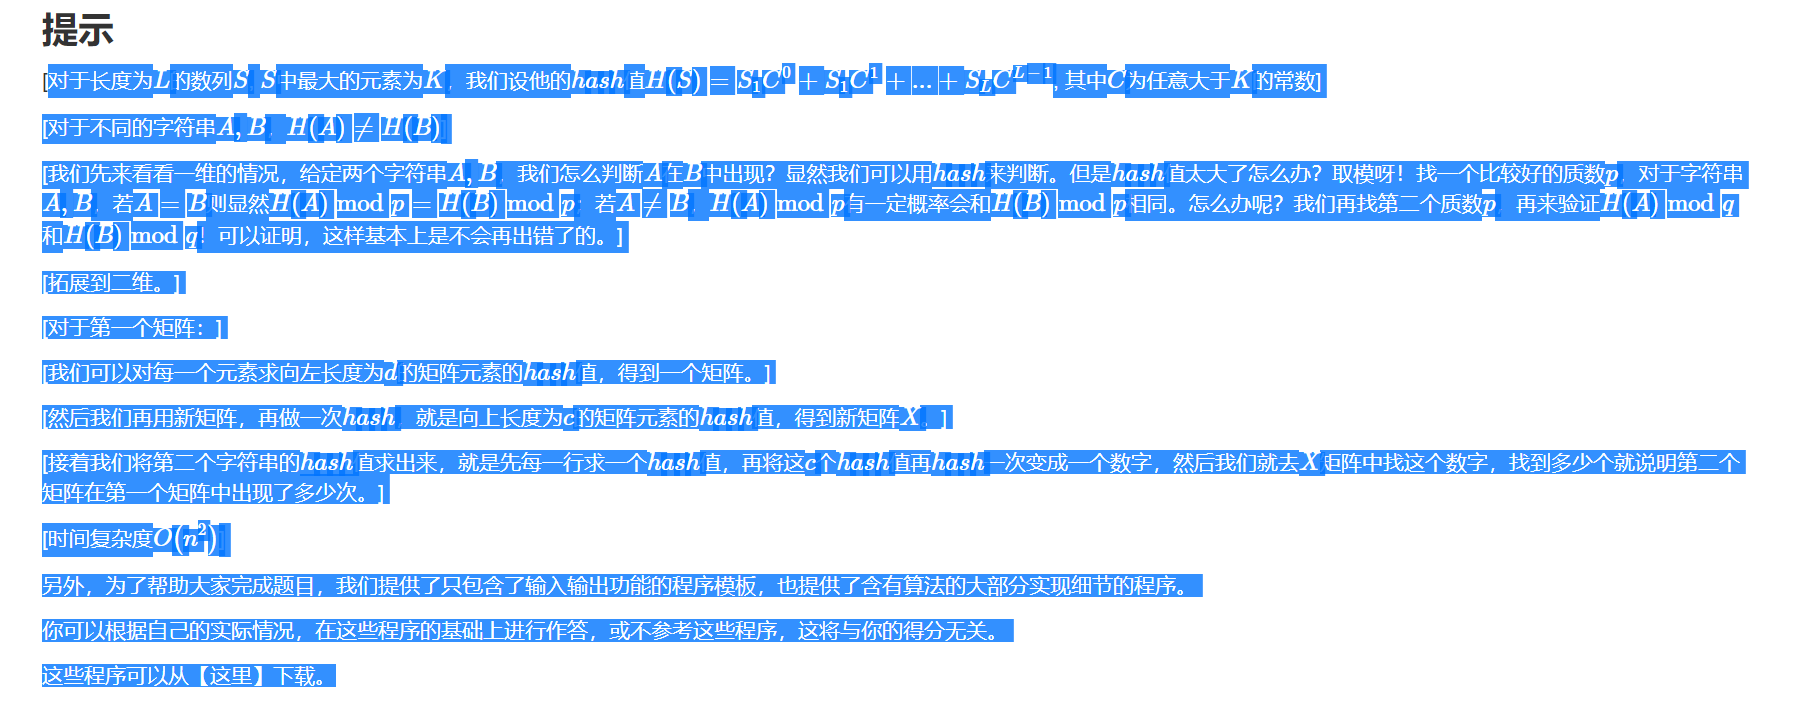 提示
[对于长度为L的数列S,S中最大的元素为K,我们设他的hash值H(S) = S_1C^0 + S_1C^1 + ... + S_LC^{L-1},其中C为任意大于K的常数]
[对于不同的字符串A,B,H(A) ≠ H(B)]
[我们先来看看一维的情况,给定两个字符串A,B,我们怎么判断A在B中出现?显然我们可以用hash来判断。但是hash值太大了怎么办?取模呀!找一个比较好的质数p,对于字符串
A,B,若A = B则显然H(A) mod p = H(B) mod p;若A ≠ B,H(A) mod p有一定概率会和H(B) mod p相同。怎么办呢?我们再找第二个质数p,再来验证H(A) mod q
和H(B) mod q!可以证明,这样基本上是不会再出错了的。]
[拓展到二维。]
[对于第一个矩阵:]
[我们可以对每一个元素求向左长度为d的矩阵元素的hash值,得到一个矩阵。]
[然后我们再用新矩阵,再做一次hash,就是向上长度为c的矩阵元素的hash值,得到新矩阵X。]
[接着我们将第二个字符串的hash值求出来,就是先每一行求一个hash值,再将这c个hash值再hash一次变成一个数字,然后我们就去X矩阵中找这个数字,找到多少个就说明第二个
矩阵在第一个矩阵中出现了多少次。]
[时间复杂度O(n^2)]
另外,为了帮助大家完成题目,我们提供了只包含了输入输出功能的程序模板,也提供了含有算法的大部分实现细节的程序。
你可以根据自己的实际情况,在这些程序的基础上进行作答,或不参考这些程序,这将与你的得分无关。
这些程序可以从【这里】下载。